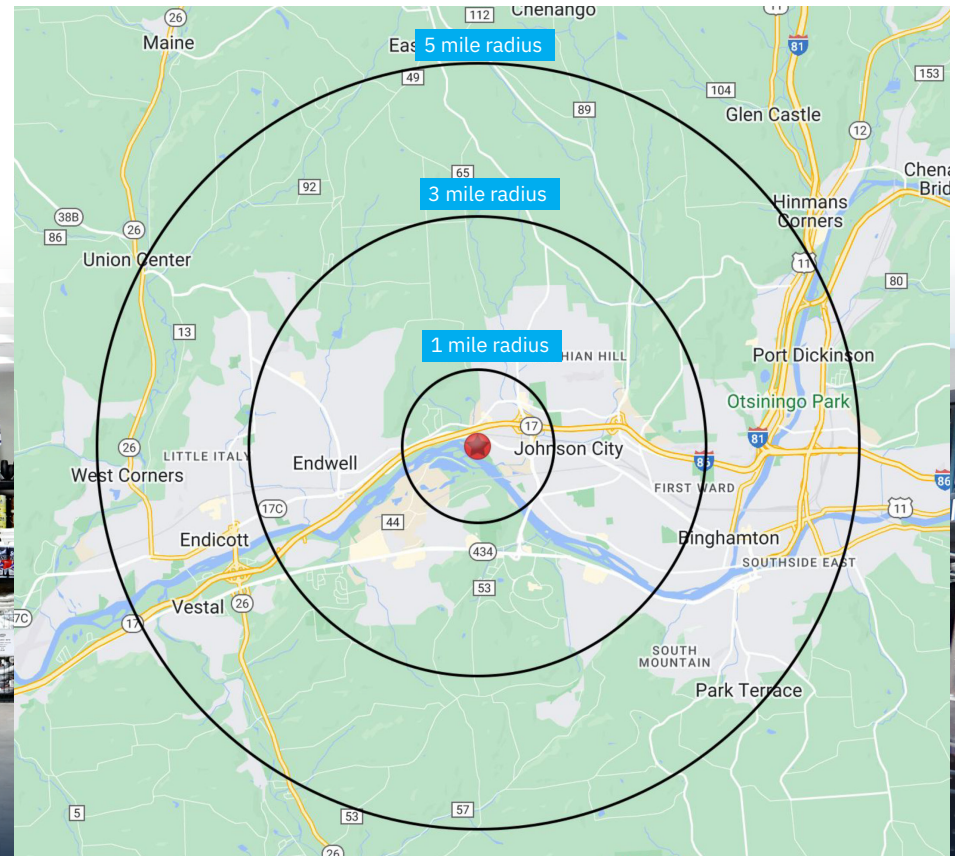 Chenango
26
112
11
Maine
Eas
5 mile radius
81
49
153
104
89
Glen Castle
12
65
Chena
Brid
92
3 mile radius
Hinmans
Corners
38B
86
26
Union Center
11
80
13
1 mile radius
HIAN HILL
Port Dickinson
Otsiningo Park
17
81
26
LITTLE ITALY
Endwell
Johnson City
86
West Corners
FIRST WARD
86
17C
11
44
Endicott
434
Binghamton
SOUTHSIDE EAST
53
Vestal
26
7C
17
SOUTH
MOUNTAIN
Park Terrace
5
53
57
26